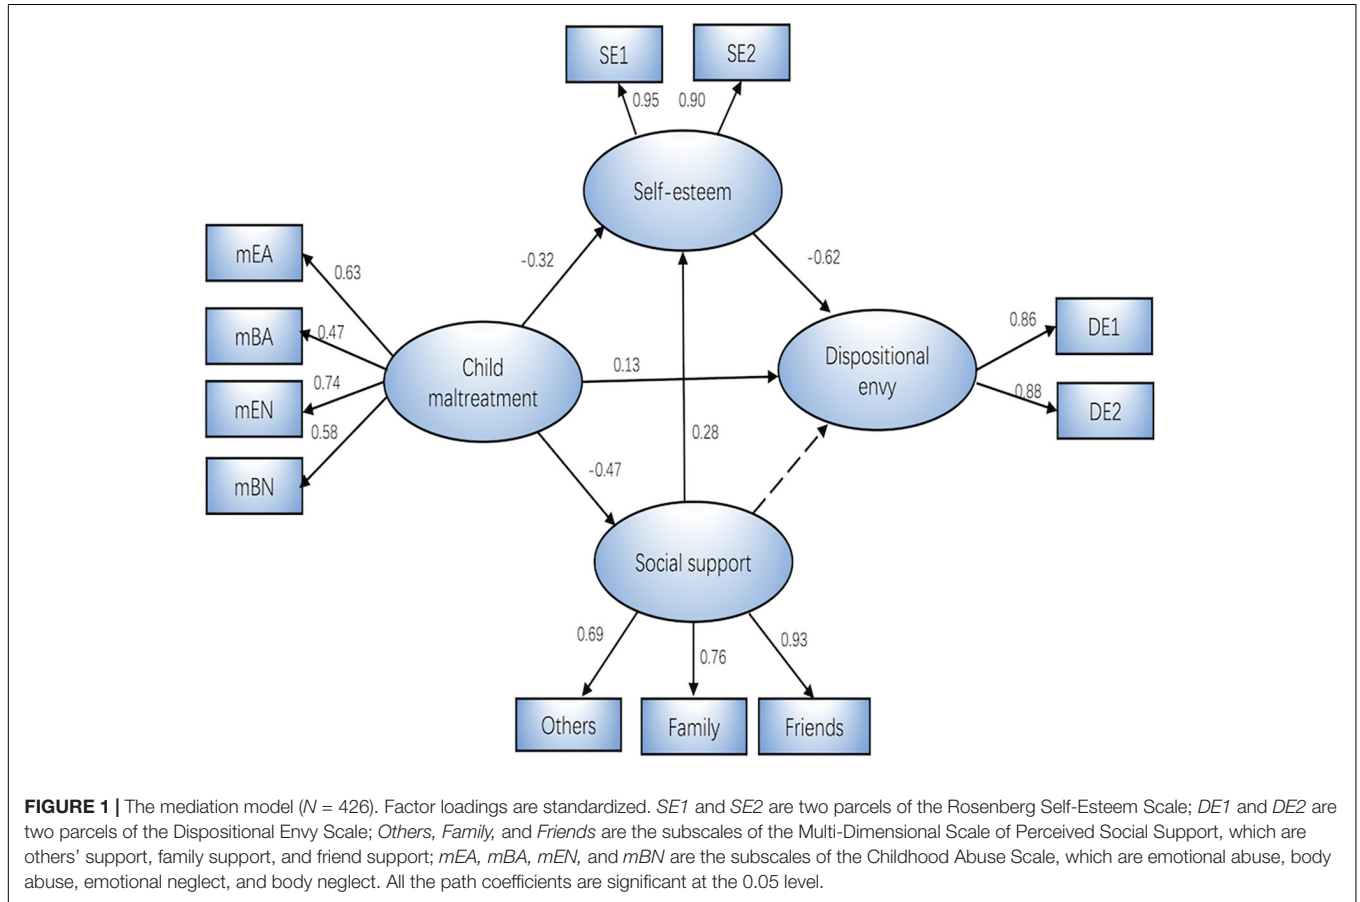 SE1 SE2
0.95 0.90
Self-esteem
mEA
0.63
-0.32
-0.62
mBA
0.47
Child
maltreatment
0.13
Dispositional
envy
0.86
DE1
mEN
0.74
0.88
DE2
0.58
mBN
-0.47
0.28
Social support
0.69
0.76
0.93
Others
Family
Friends
FIGURE 1 | The mediation model (N = 426). Factor loadings are standardized. SE1 and SE2 are two parcels of the Rosenberg Self-Esteem Scale; DE1 and DE2 are
two parcels of the Dispositional Envy Scale; Others, Family, and Friends are the subscales of the Multi-Dimensional Scale of Perceived Social Support, which are
others’ support, family support, and friend support; mEA, mBA, mEN, and mBN are the subscales of the Childhood Abuse Scale, which are emotional abuse, body
abuse, emotional neglect, and body neglect. All the path coefficients are significant at the 0.05 level.